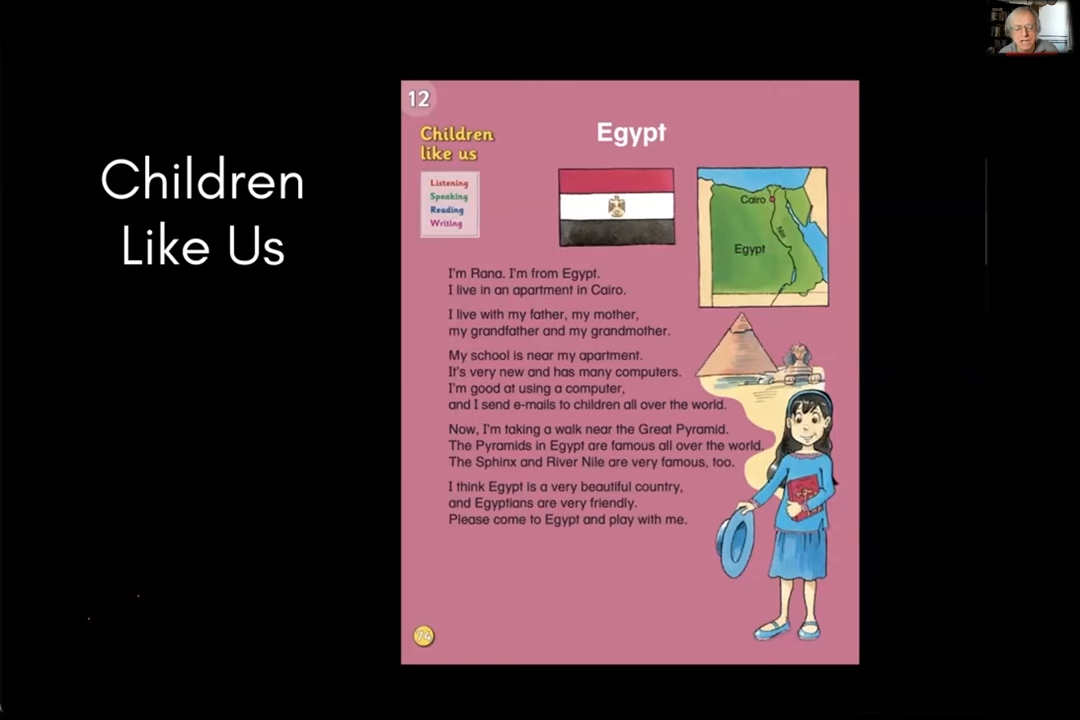 Children
Like Us
12
Children
like us
Listening
Speaking
Reading
Writing
Egypt
Cairo
Nile
Egypt
I'm Rana. I'm from Egypt.
I live in an apartment in Cairo.
I live with my father, my mother,
my grandfather and my grandmother.
My school is near my apartment.
It's very new and has many computers.
I'm good at using a computer,
and I send e-mails to children all over the world.
Now, I'm taking a walk near the Great Pyramid.
The Pyramids in Egypt are famous all over the world.
The Sphinx and River Nile are very famous, too.
I think Egypt is a very beautiful country,
and Egyptians are very friendly.
Please come to Egypt and play with me.
74